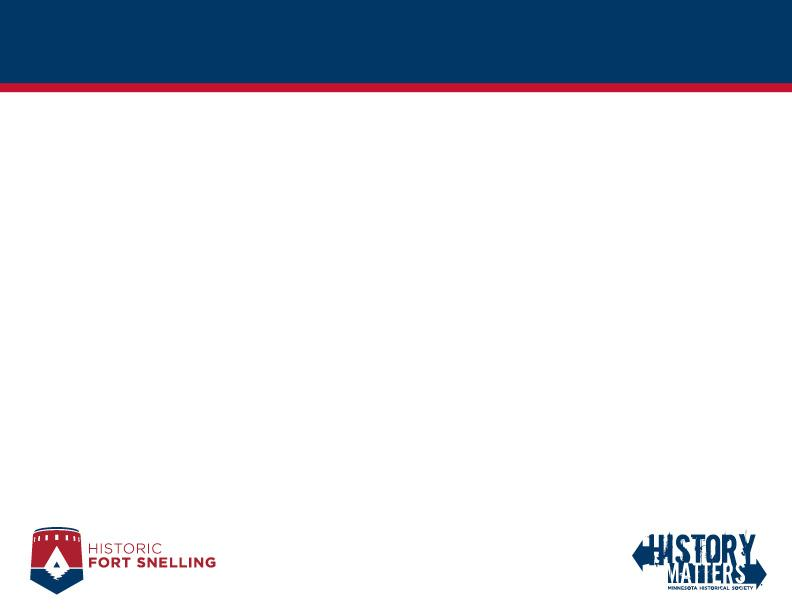 HISTORIC
FORT SNELLING
HISTORY
MATTERS
MINNESOTA HISTORICAL SOCIETY